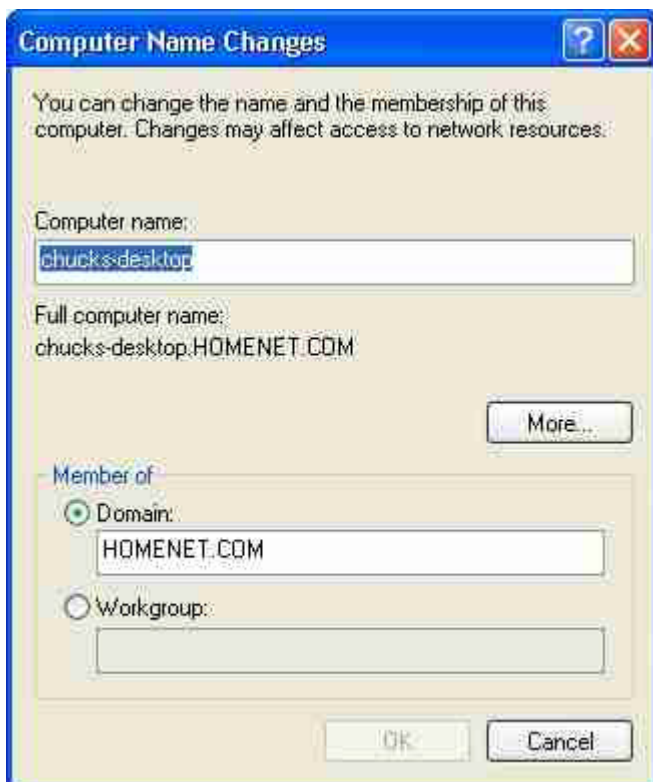 Computer Name Changes
You can change the name and the membership of this
computer. Changes may affect access to network resources.
Computer name:
chucks-desktop
Full computer name:
chucks-desktop.HOMENET.COM
More...
Member of
Domain:
HOMENET.COM
Workgroup:
OK
Cancel